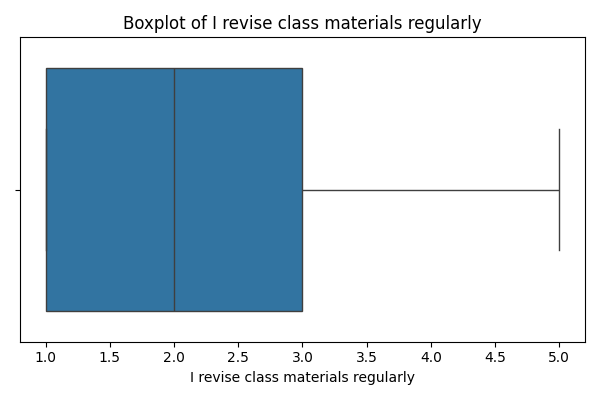 Boxplot of I revise class materials regularly
1.0 1.5 2.0 2.5 3.0 3.5 4.0 4.5 5.0
I revise class materials regularly